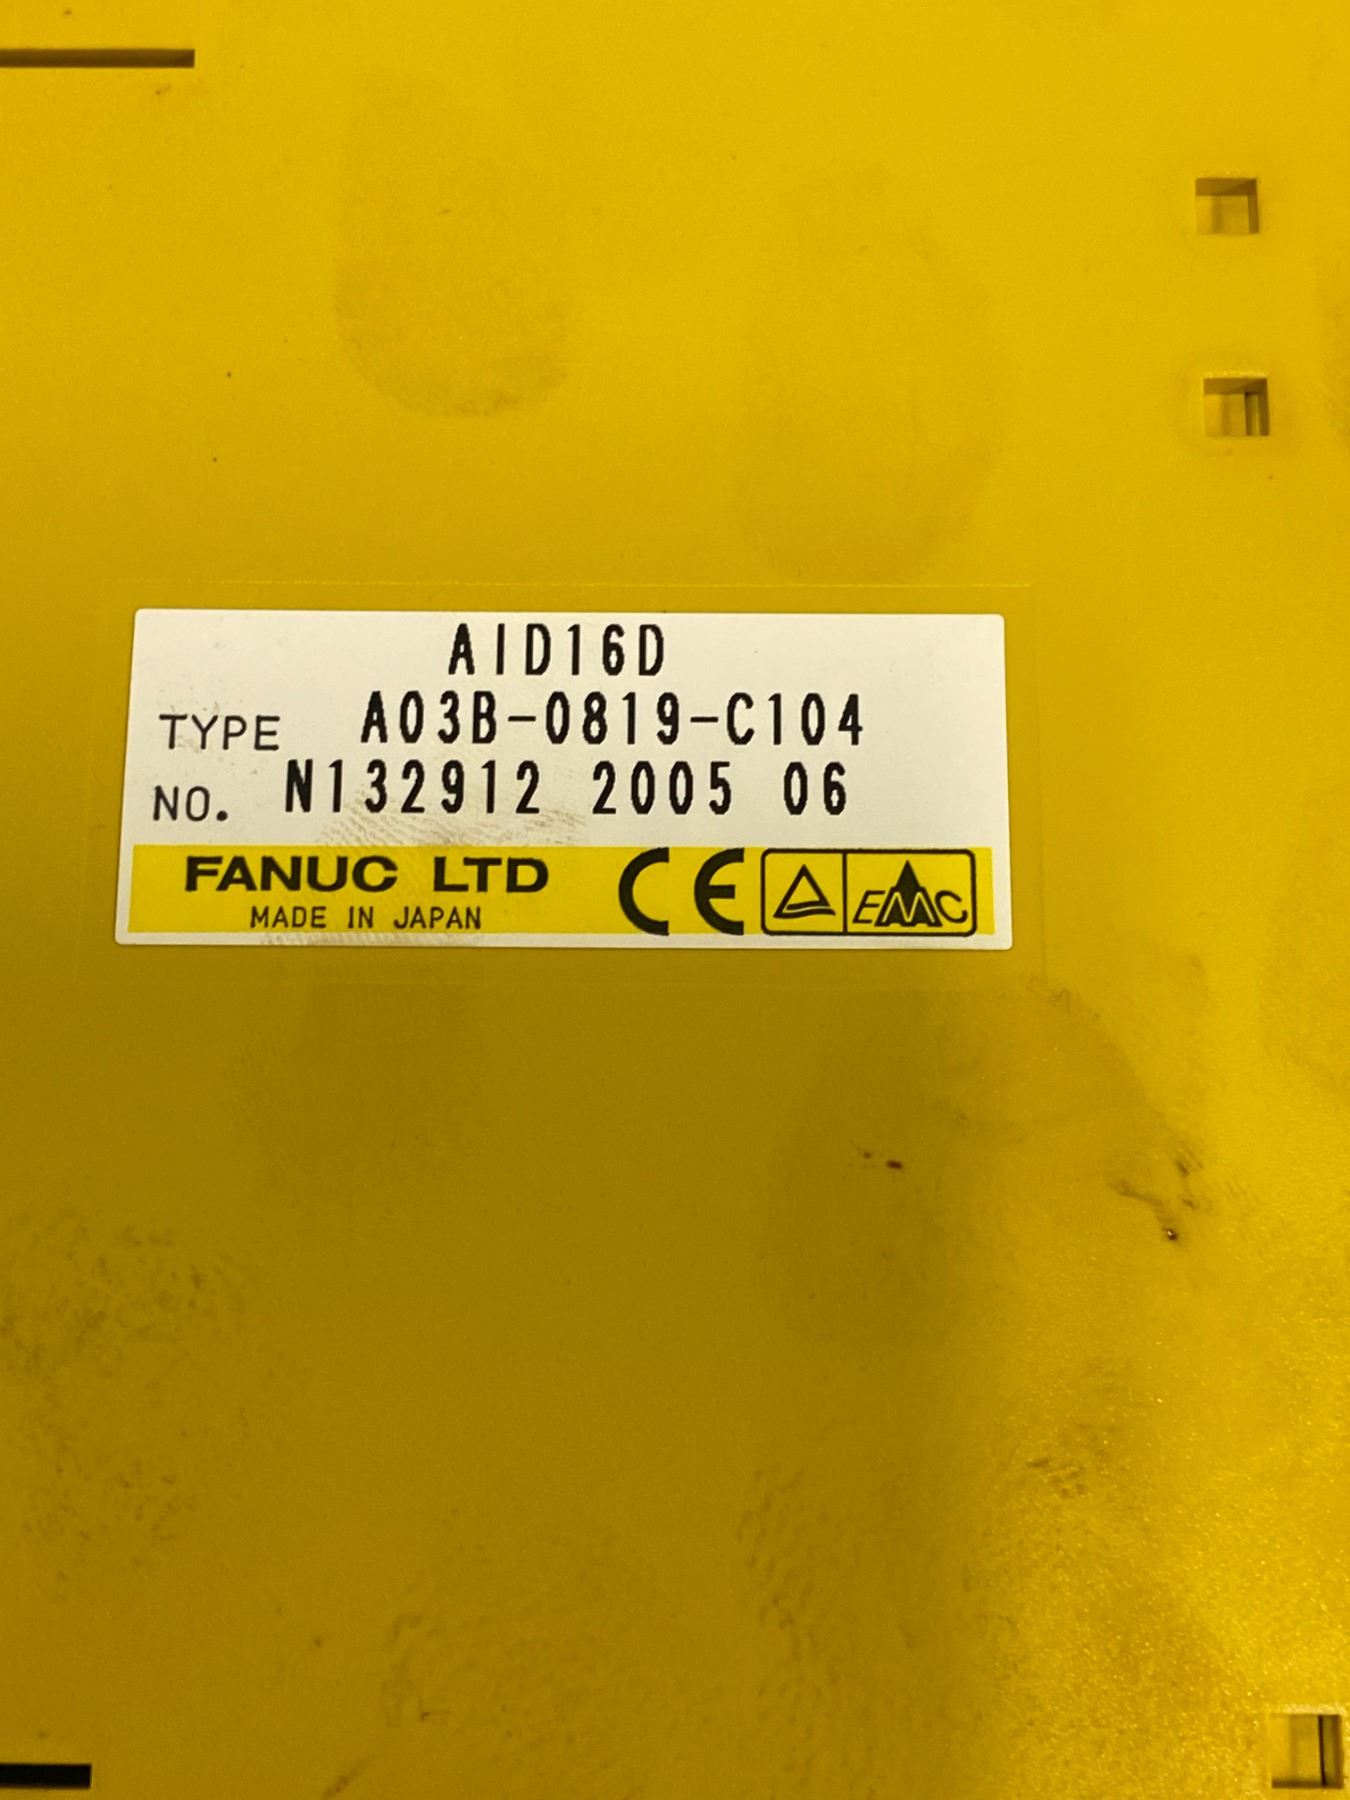 AID16D
TYPE A03B-0819-C104
NO. N132912 2005 06
FANUC LTD CE EMC
MADE IN JAPAN